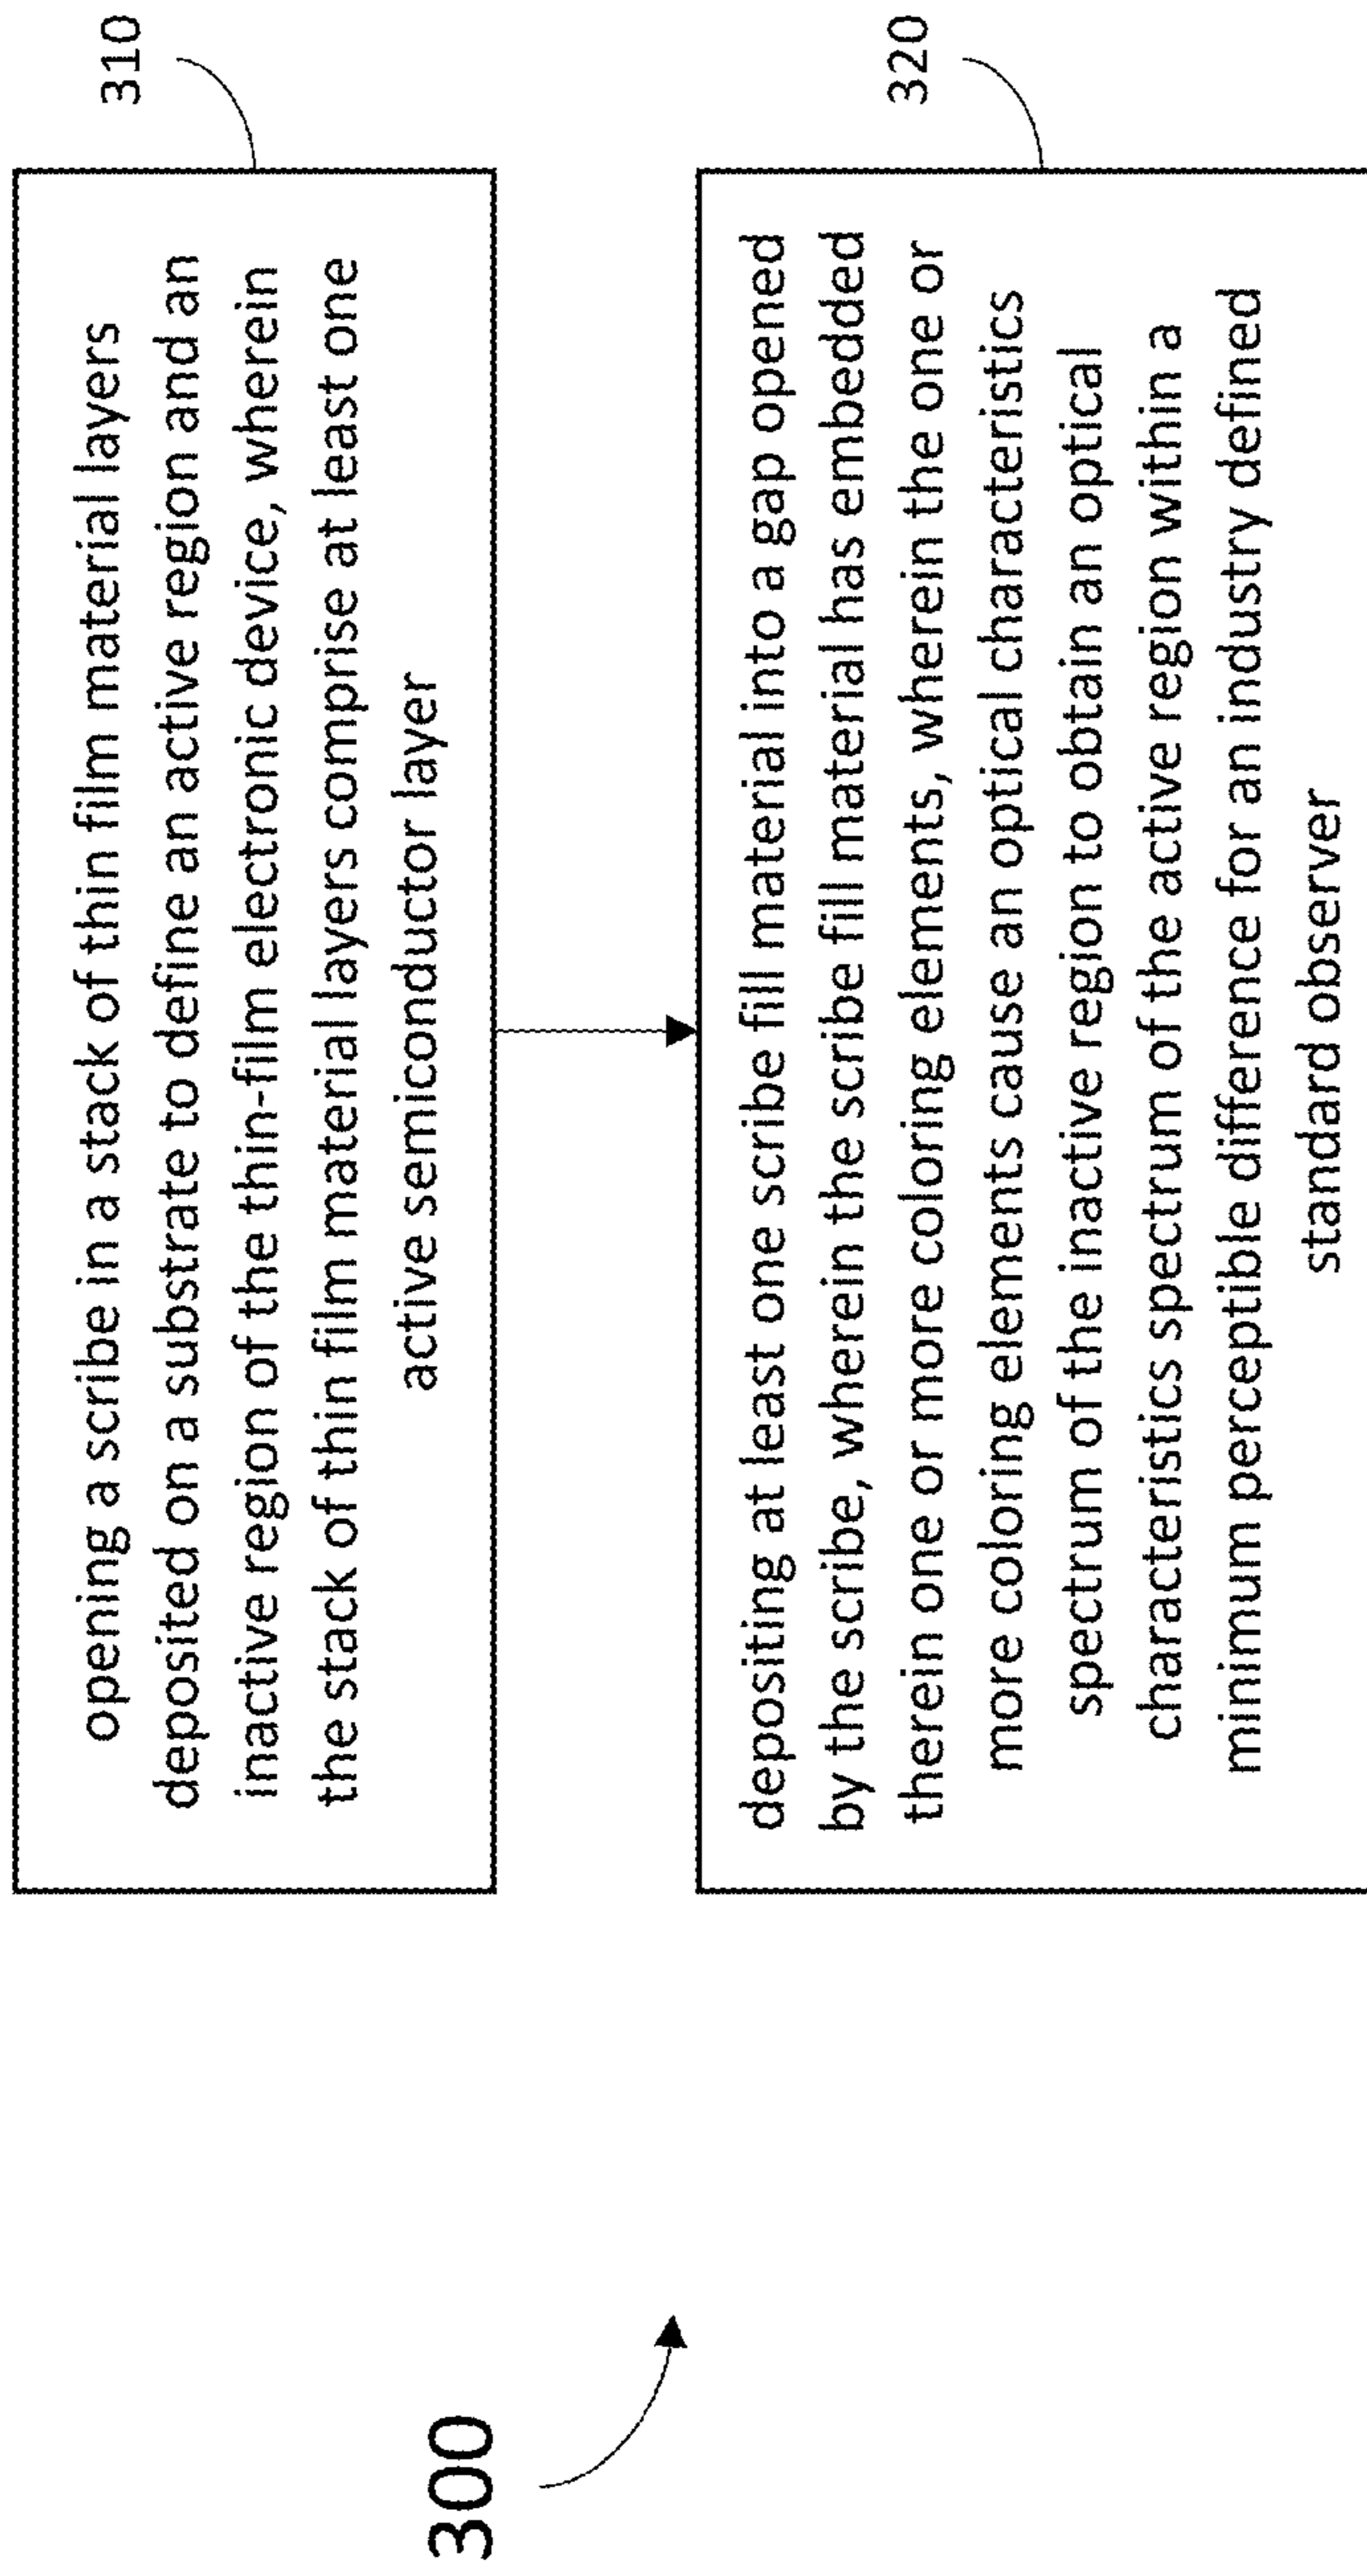 310
opening a scribe in a stack of thin film material layers
deposited on a substrate to define an active region and an
inactive region of the thin-film electronic device, wherein
the stack of thin film material layers comprise at least one
active semiconductor layer
320
depositing at least one scribe fill material into a gap opened
by the scribe, wherein the scribe fill material has embedded
therein one or more coloring elements, wherein the one or
more coloring elements cause an optical characteristics
spectrum of the inactive region to obtain an optical
characteristics spectrum of the active region within a
minimum perceptible difference for an industry defined
standard observer
300